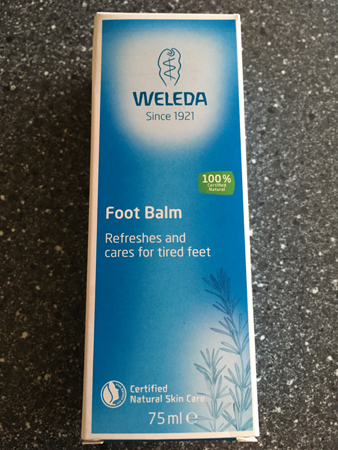 WELEDA
Since 1921
100%
Certified
Natural
Foot Balm
Refreshes and
cares for tired feet
Certified
Natural Skin Care
75ml ℮